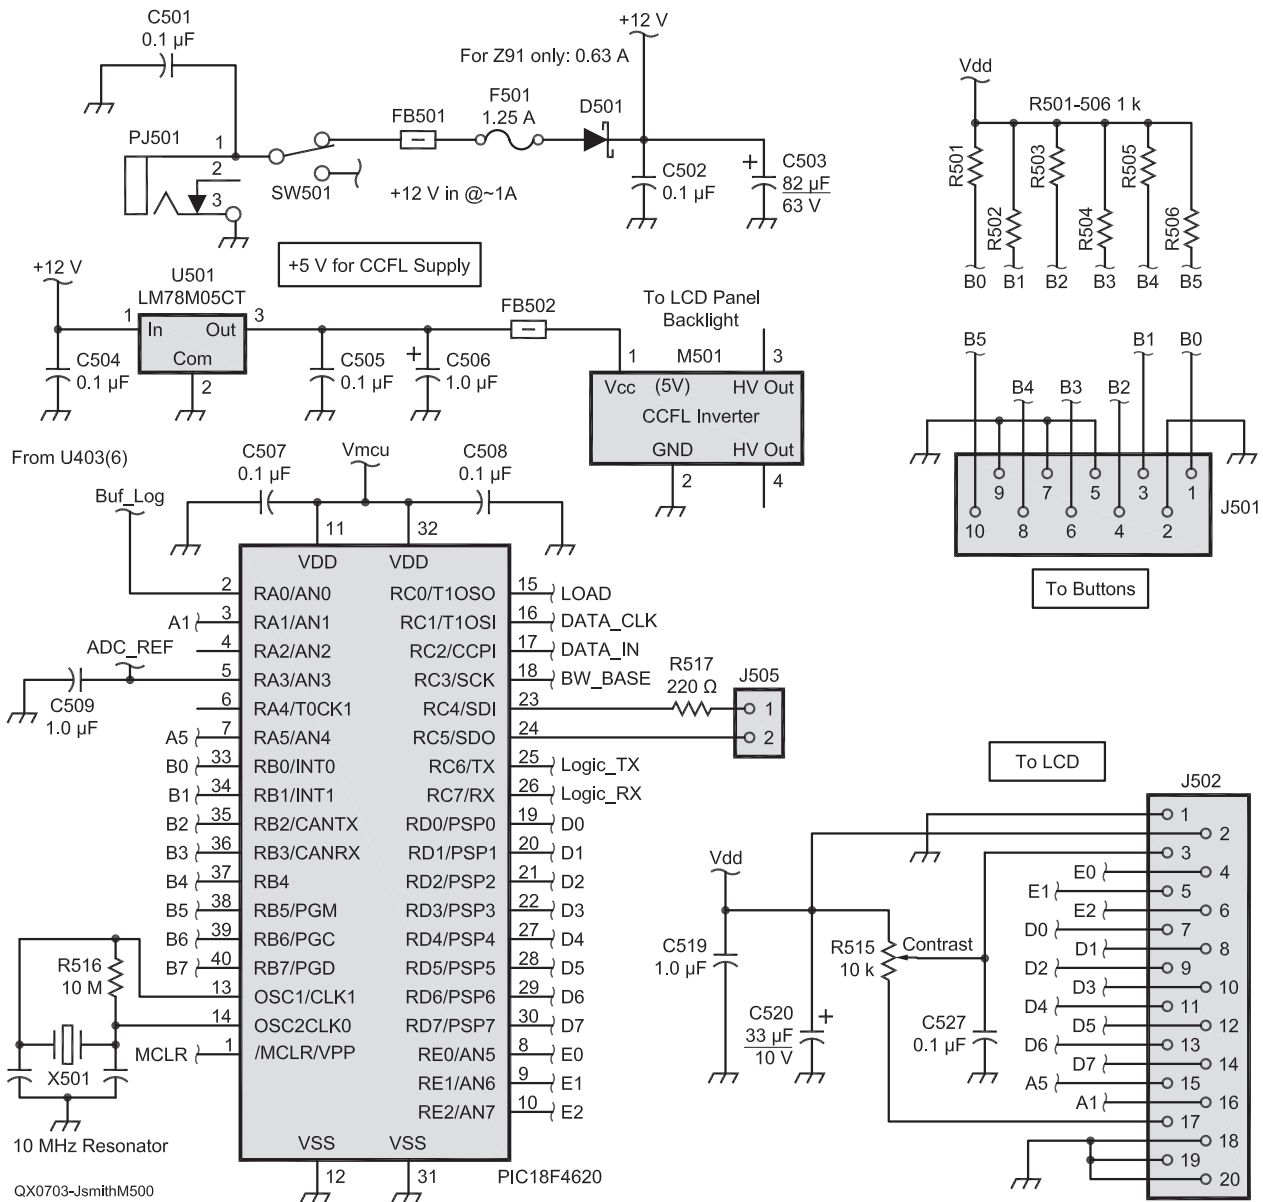 C501
0.1 µF
PJ501
1
2
3
SW501
+12 V in @~1A
FB501
For Z91 only: 0.63 A
F501
1.25 A
D501
+12 V
C502
0.1 µF
+
C503
82 µF
63 V
Vdd
R501-506 1 k
R501
R502
R503
R504
R505
R506
B0
B1
B2
B3
B4
B5
+12 V
+5 V for CCFL Supply
U501
LM78M05CT
1
In
Out
3
Com
2
C504
0.1 µF
C505
0.1 µF
+
C506
1.0 µF
FB502
To LCD Panel
Backlight
M501
1
3
Vcc
(5V)
HV Out
CCFL Inverter
GND
HV Out
2
4
B5
B4
B3
B2
B1
B0
9
7
5
3
1
10
8
6
4
2
J501
To Buttons
From U403(6)
Buf_Log
C507
0.1 µF
Vmcu
C508
0.1 µF
11
32
VDD
VDD
2
RA0/AN0
RC0/T1OSO
15
LOAD
A1
3
RA1/AN1
RC1/T1OSI
16
DATA_CLK
4
RA2/AN2
RC2/CCPI
17
DATA_IN
ADC_REF
5
RA3/AN3
RC3/SCK
18
BW_BASE
C509
1.0 µF
6
RA4/T0CK1
RC4/SDI
23
R517
220 Ω
J505
1
2
A5
7
RA5/AN4
RC5/SDO
24
B0
33
RB0/INT0
RC6/TX
25
Logic_TX
B1
34
RB1/INT1
RC7/RX
26
Logic_RX
B2
35
RB2/CANTX
RD0/PSP0
19
D0
B3
36
RB3/CANRX
RD1/PSP1
20
D1
B4
37
RB4
RD2/PSP2
21
D2
B5
38
RB5/PGM
RD3/PSP3
22
D3
B6
39
RB6/PGC
RD4/PSP4
27
D4
B7
40
RB7/PGD
RD5/PSP5
28
D5
13
OSC1/CLK1
RD6/PSP6
29
D6
14
OSC2CLK0
RD7/PSP7
30
D7
MCLR
1
/MCLR/VPP
RE0/AN5
8
E0
RE1/AN6
9
E1
RE2/AN7
10
E2
R516
10 M
X501
10 MHz Resonator
VSS
VSS
12
31
PIC18F4620
QX0703-JsmithM500
To LCD
J502
Vdd
C519
1.0 µF
R515
10 k
Contrast
C520
33 µF
10 V
+
C527
0.1 µF
1
2
3
E0
4
E1
5
E2
6
D0
7
D1
8
D2
9
D3
10
D4
11
D5
12
D6
13
D7
14
A5
15
A1
16
17
18
19
20